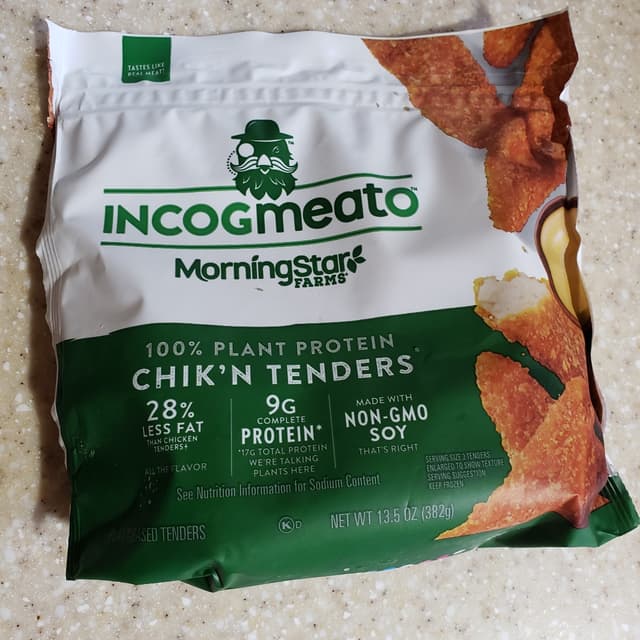 TASTES LIKE
REAL MEAT!
INCOGmeato™
MorningStar
FARMS®
100% PLANT PROTEIN
CHIK'N TENDERS
28%
LESS FAT
THAN CHICKEN
TENDERS+
ALL THE FLAVOR
9G
COMPLETE
PROTEIN*
*17G TOTAL PROTEIN
WE'RE TALKING
PLANTS HERE
MADE WITH
NON-GMO
SOY
THAT'S RIGHT
See Nutrition Information for Sodium Content
SERVING SIZE 3 TENDERS
ENLARGED TO SHOW TEXTURE
SERVING SUGGESTION
KEEP FROZEN
TENDERS
K D
NET WT 13.5 OZ (382g)